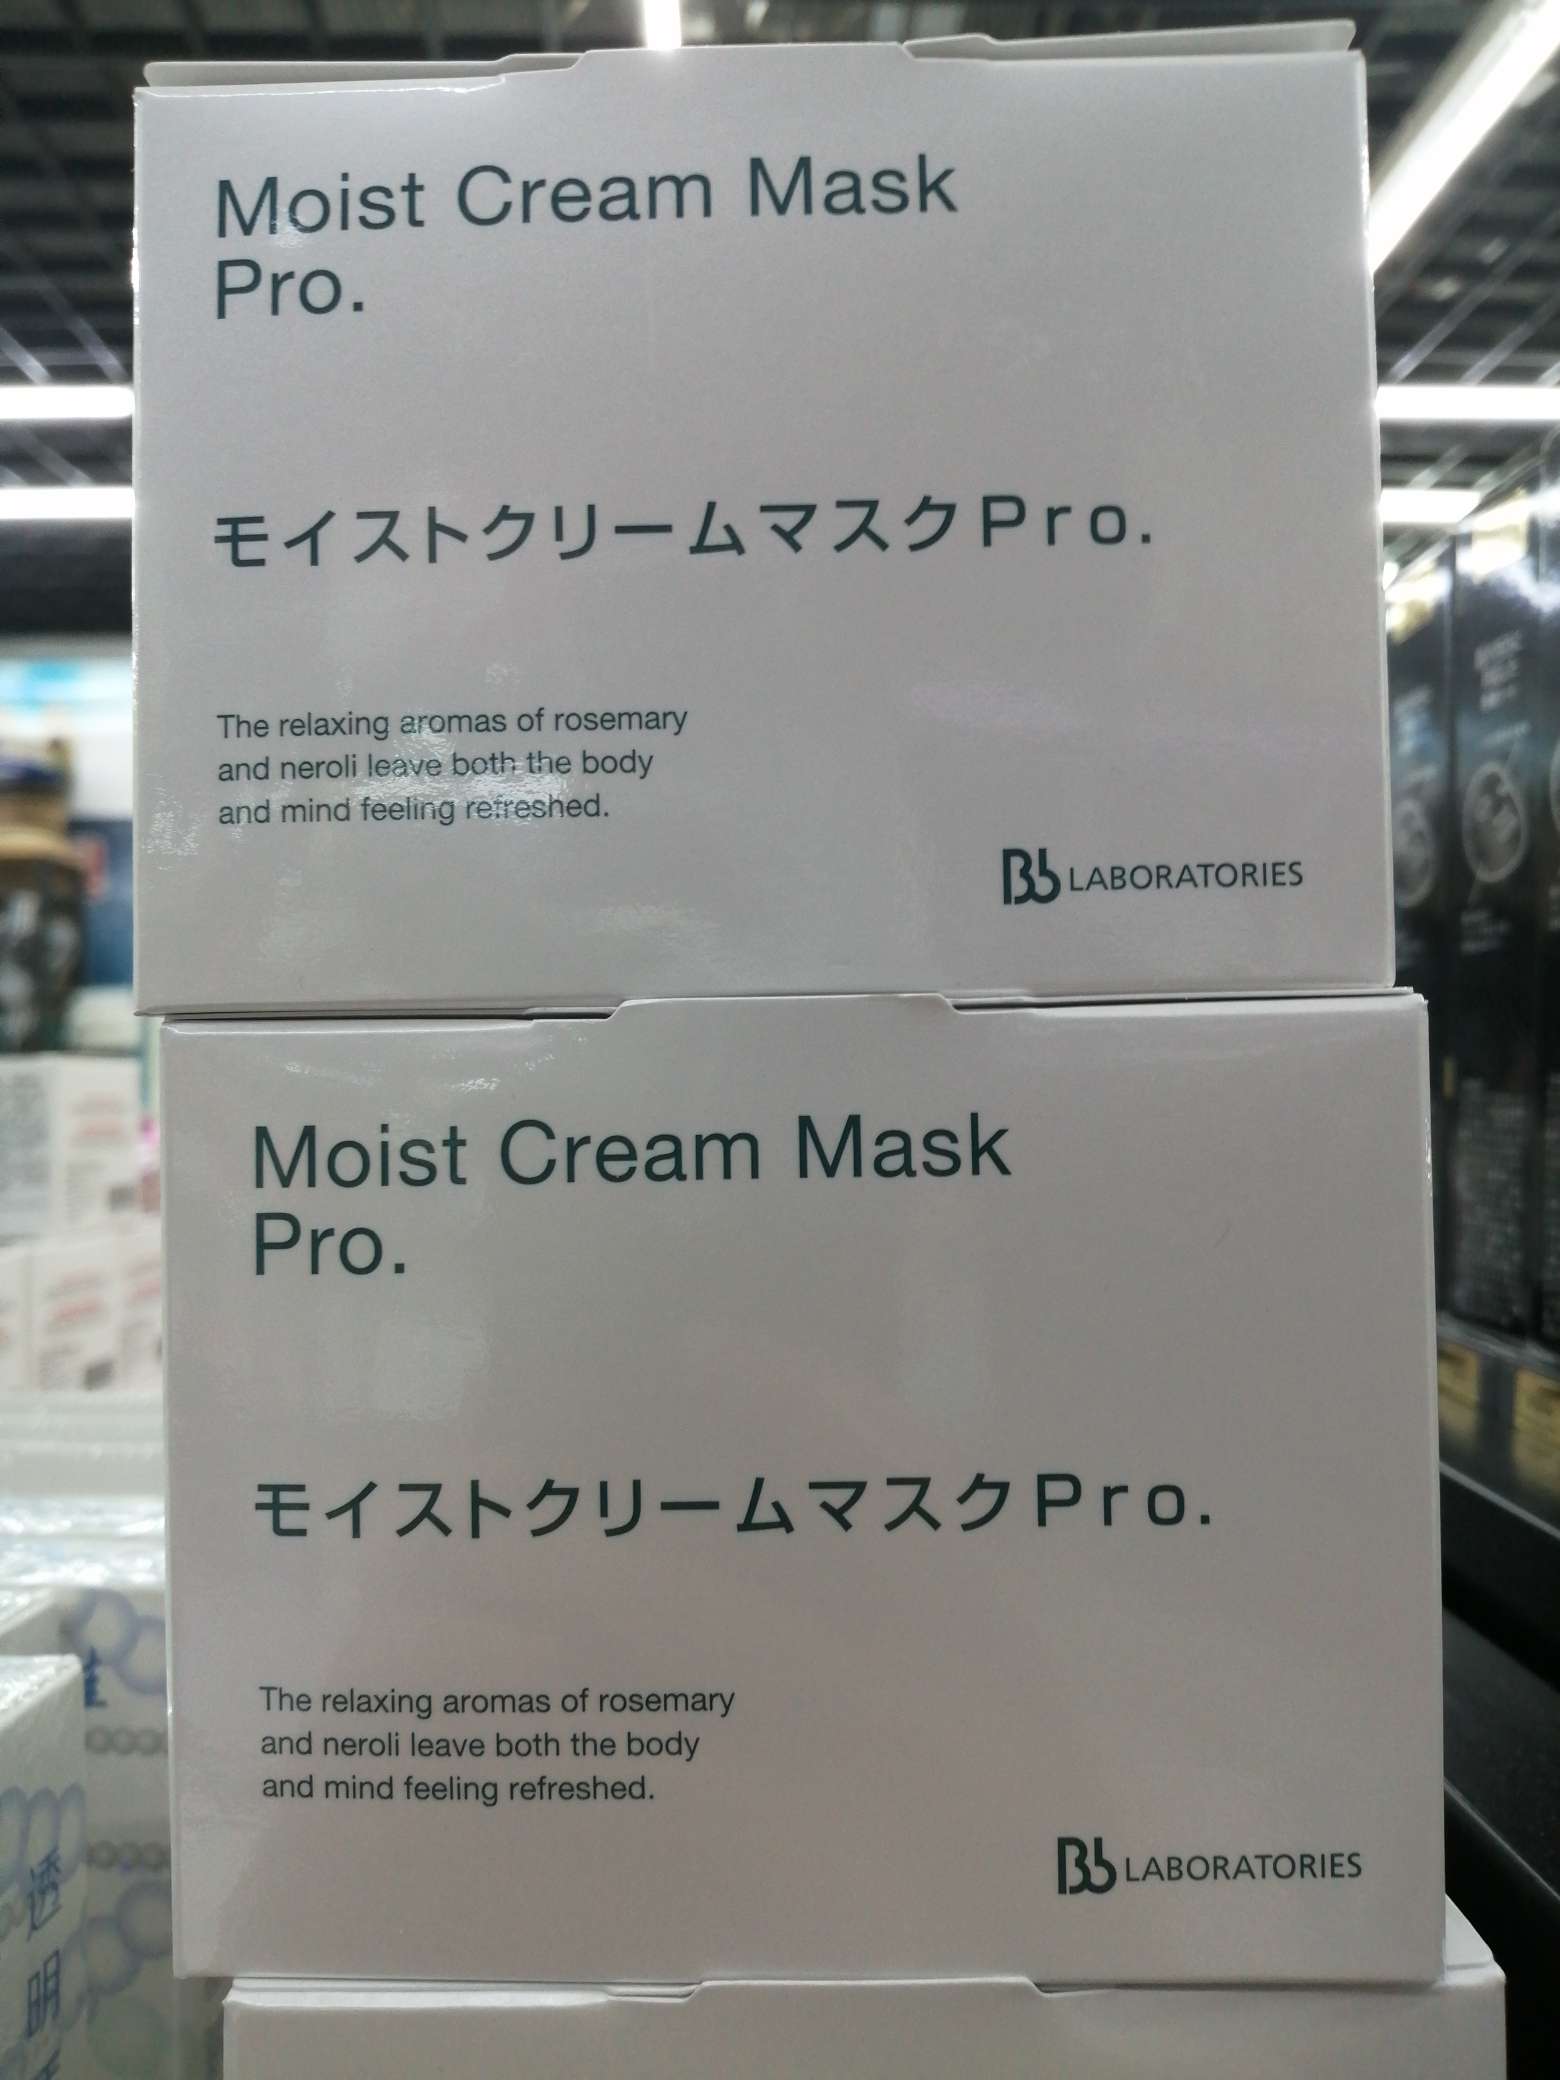 Moist Cream Mask
Pro.
モイストクリームマスクPro.
The relaxing aromas of rosemary
and neroli leave both the body
and mind feeling refreshed.
Bb LABORATORIES
Moist Cream Mask
Pro.
モイストクリームマスクPro.
The relaxing aromas of rosemary
and neroli leave both the body
and mind feeling refreshed.
Bb LABORATORIES
透明